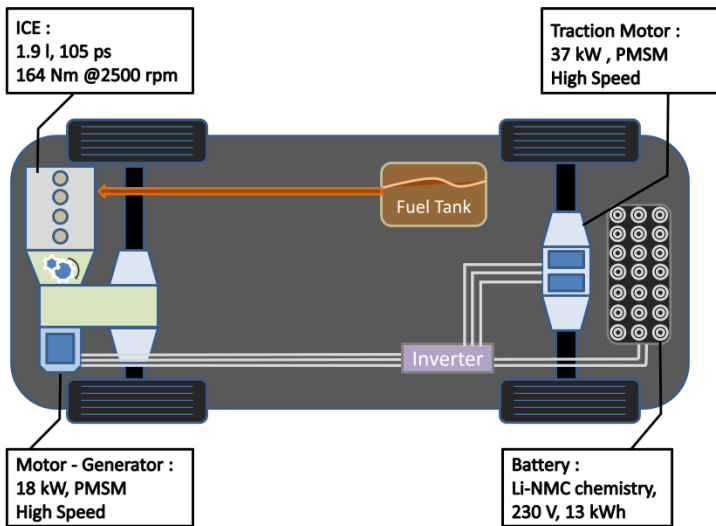 ICE :
1.9 l, 105 ps
164 Nm @2500 rpm
Traction Motor :
37 kW , PMSM
High Speed
Fuel Tank
Inverter
Motor - Generator :
18 kW, PMSM
High Speed
Battery :
Li-NMC chemistry,
230 V, 13 kWh